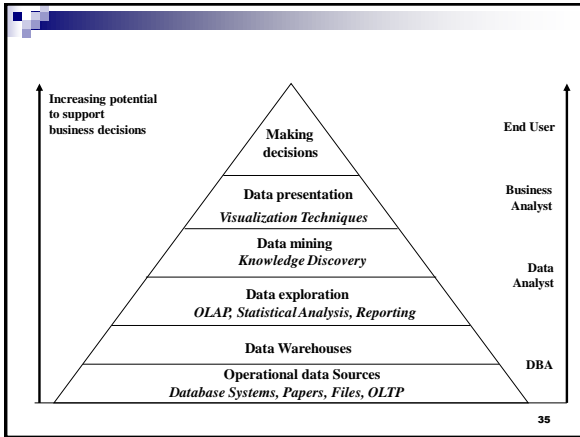 Increasing potential
to support
business decisions
Making
decisions
Data presentation
Visualization Techniques
Data mining
Knowledge Discovery
Data exploration
OLAP, Statistical Analysis, Reporting
Data Warehouses
Operational data Sources
Database Systems, Papers, Files, OLTP
End User
Business
Analyst
Data
Analyst
DBA
35